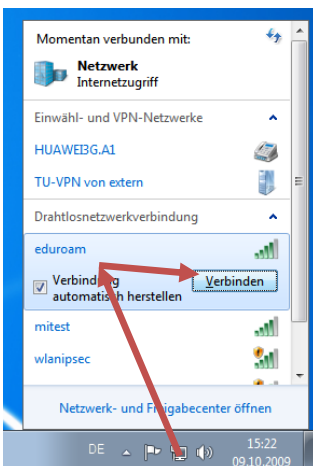 Momentan verbunden mit:
Netzwerk
Internetzugriff
Einwähl- und VPN-Netzwerke
HUAWEI3G.A1
TU-VPN von extern
Drahtlosnetzwerkverbindung
eduroam
Verbindung
automatisch herstellen
Verbinden
mitest
wlanipsec
Netzwerk- und Freigabecenter öffnen
DE
15:22
09.10.2009